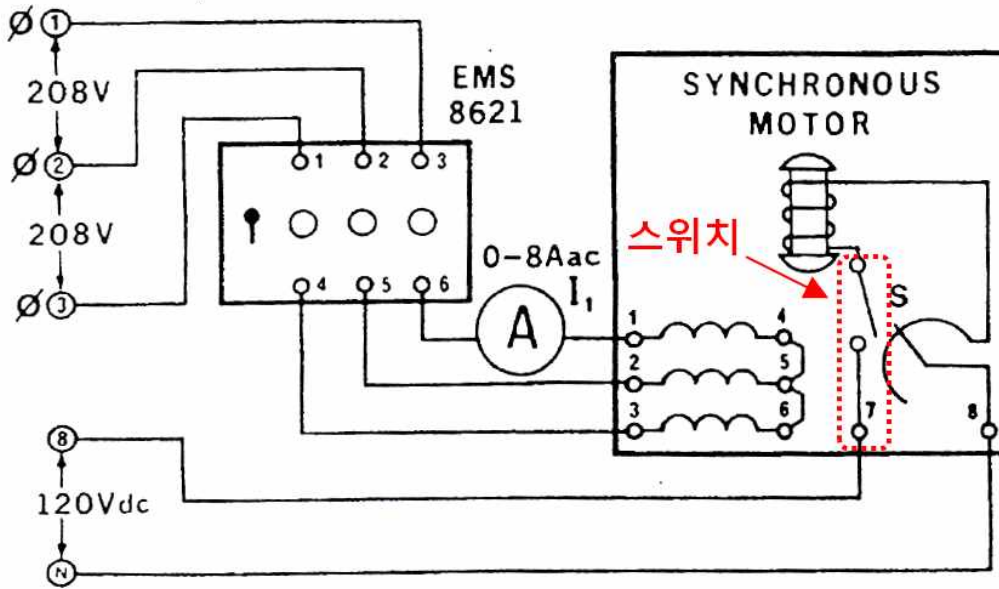 Ø 1
208V
Ø 2
208V
Ø 3
EMS
8621
1 2 3
4 5 6
0-8Aac
I₁
A
SYNCHRONOUS
MOTOR
스위치
S
1 4
2 5
3 6
7 8
8
120Vdc
N